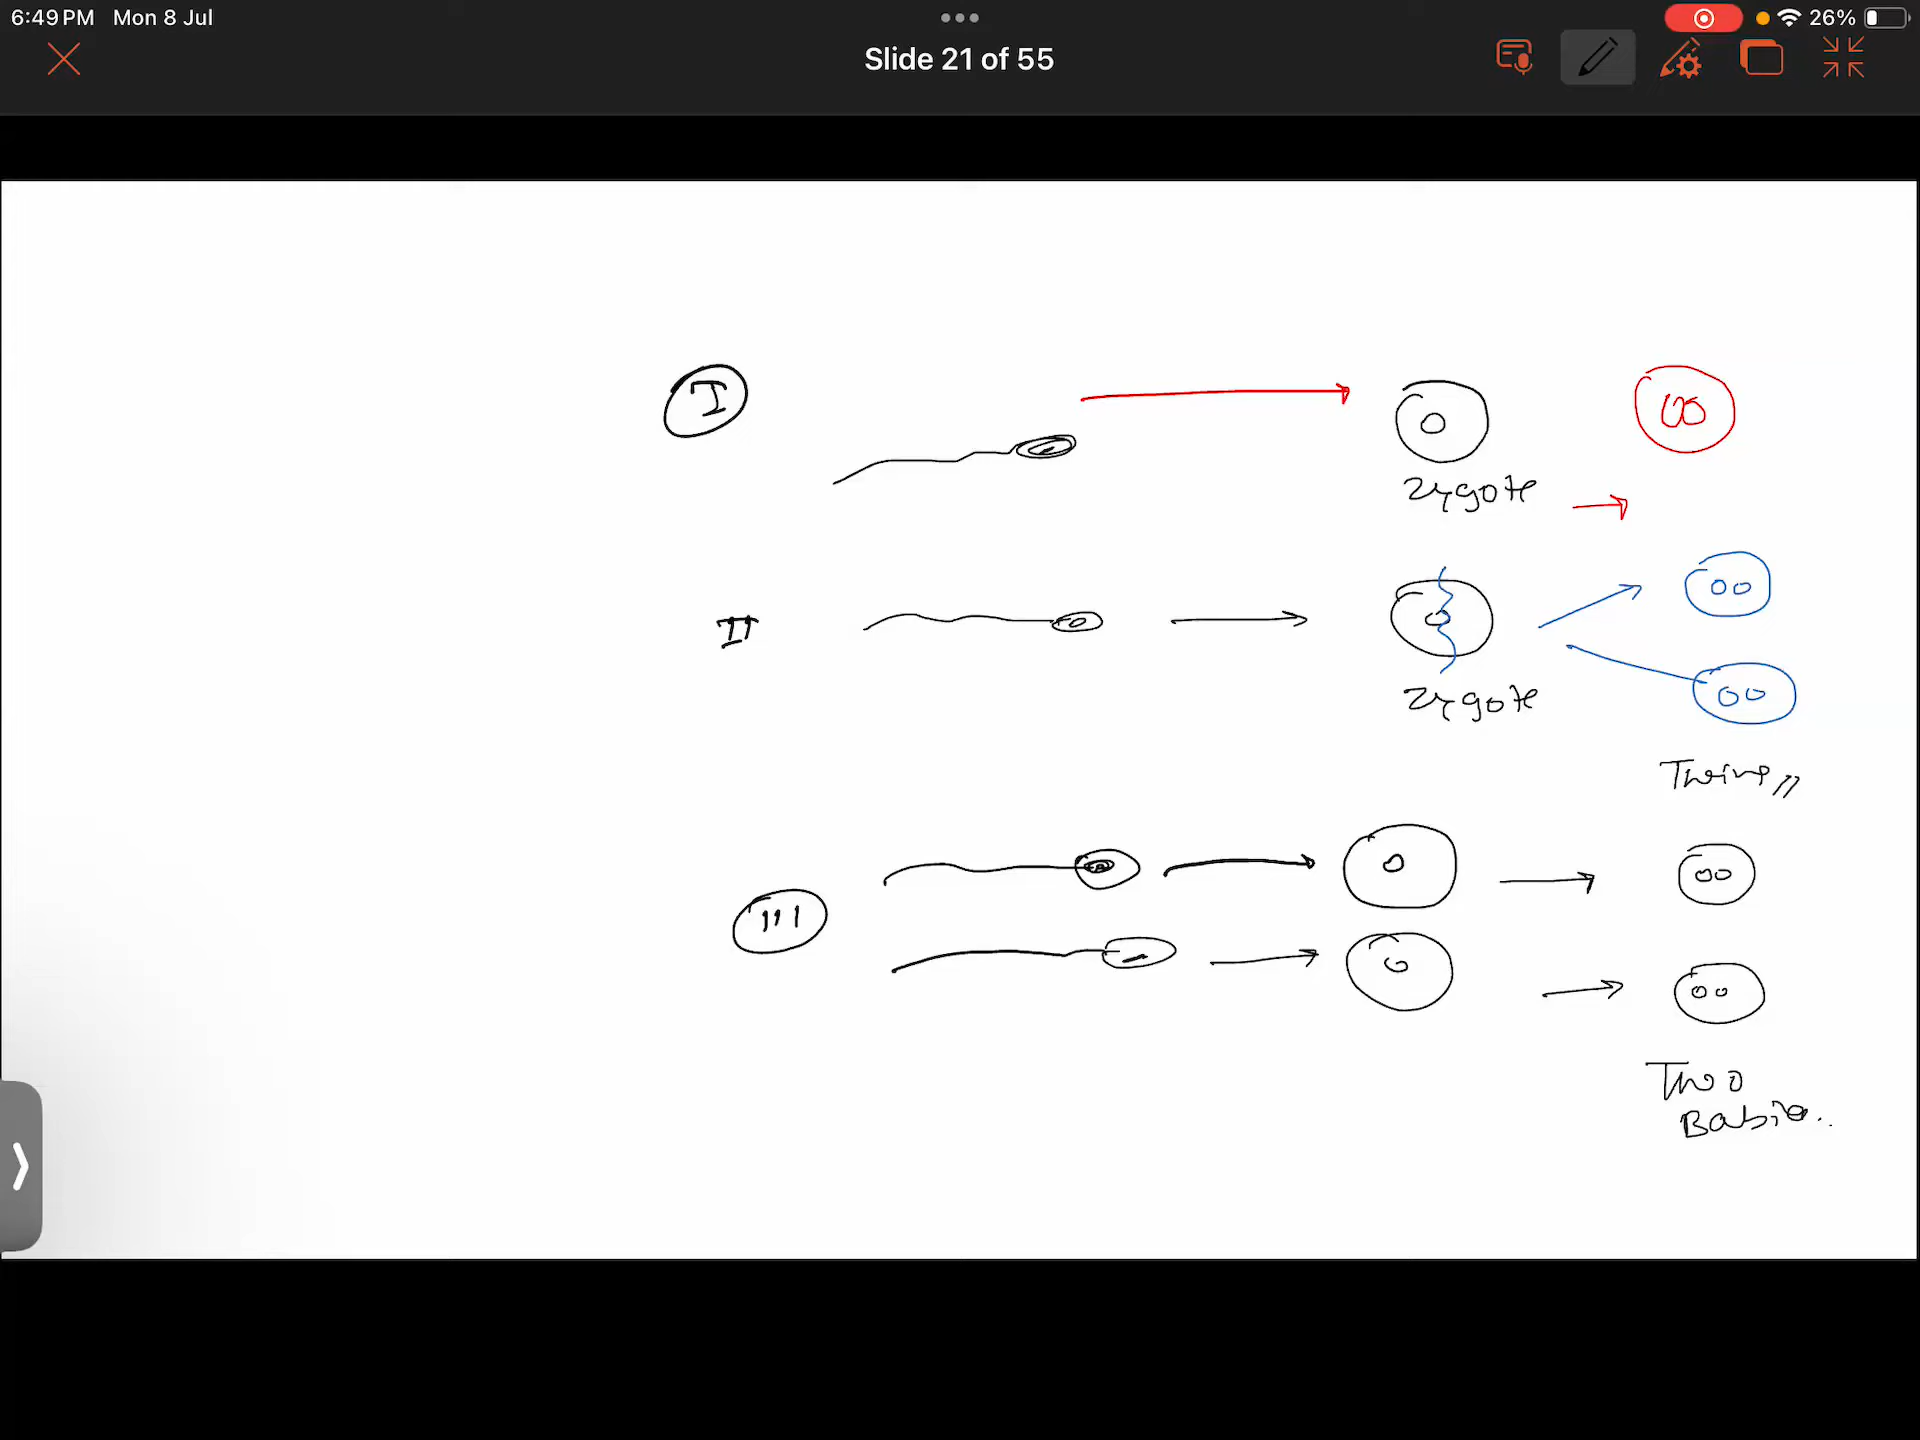 6:49 PM Mon 8 Jul
26%
Slide 21 of 55
I
zygote
II
zygote
Twins
III
Two
Babies..